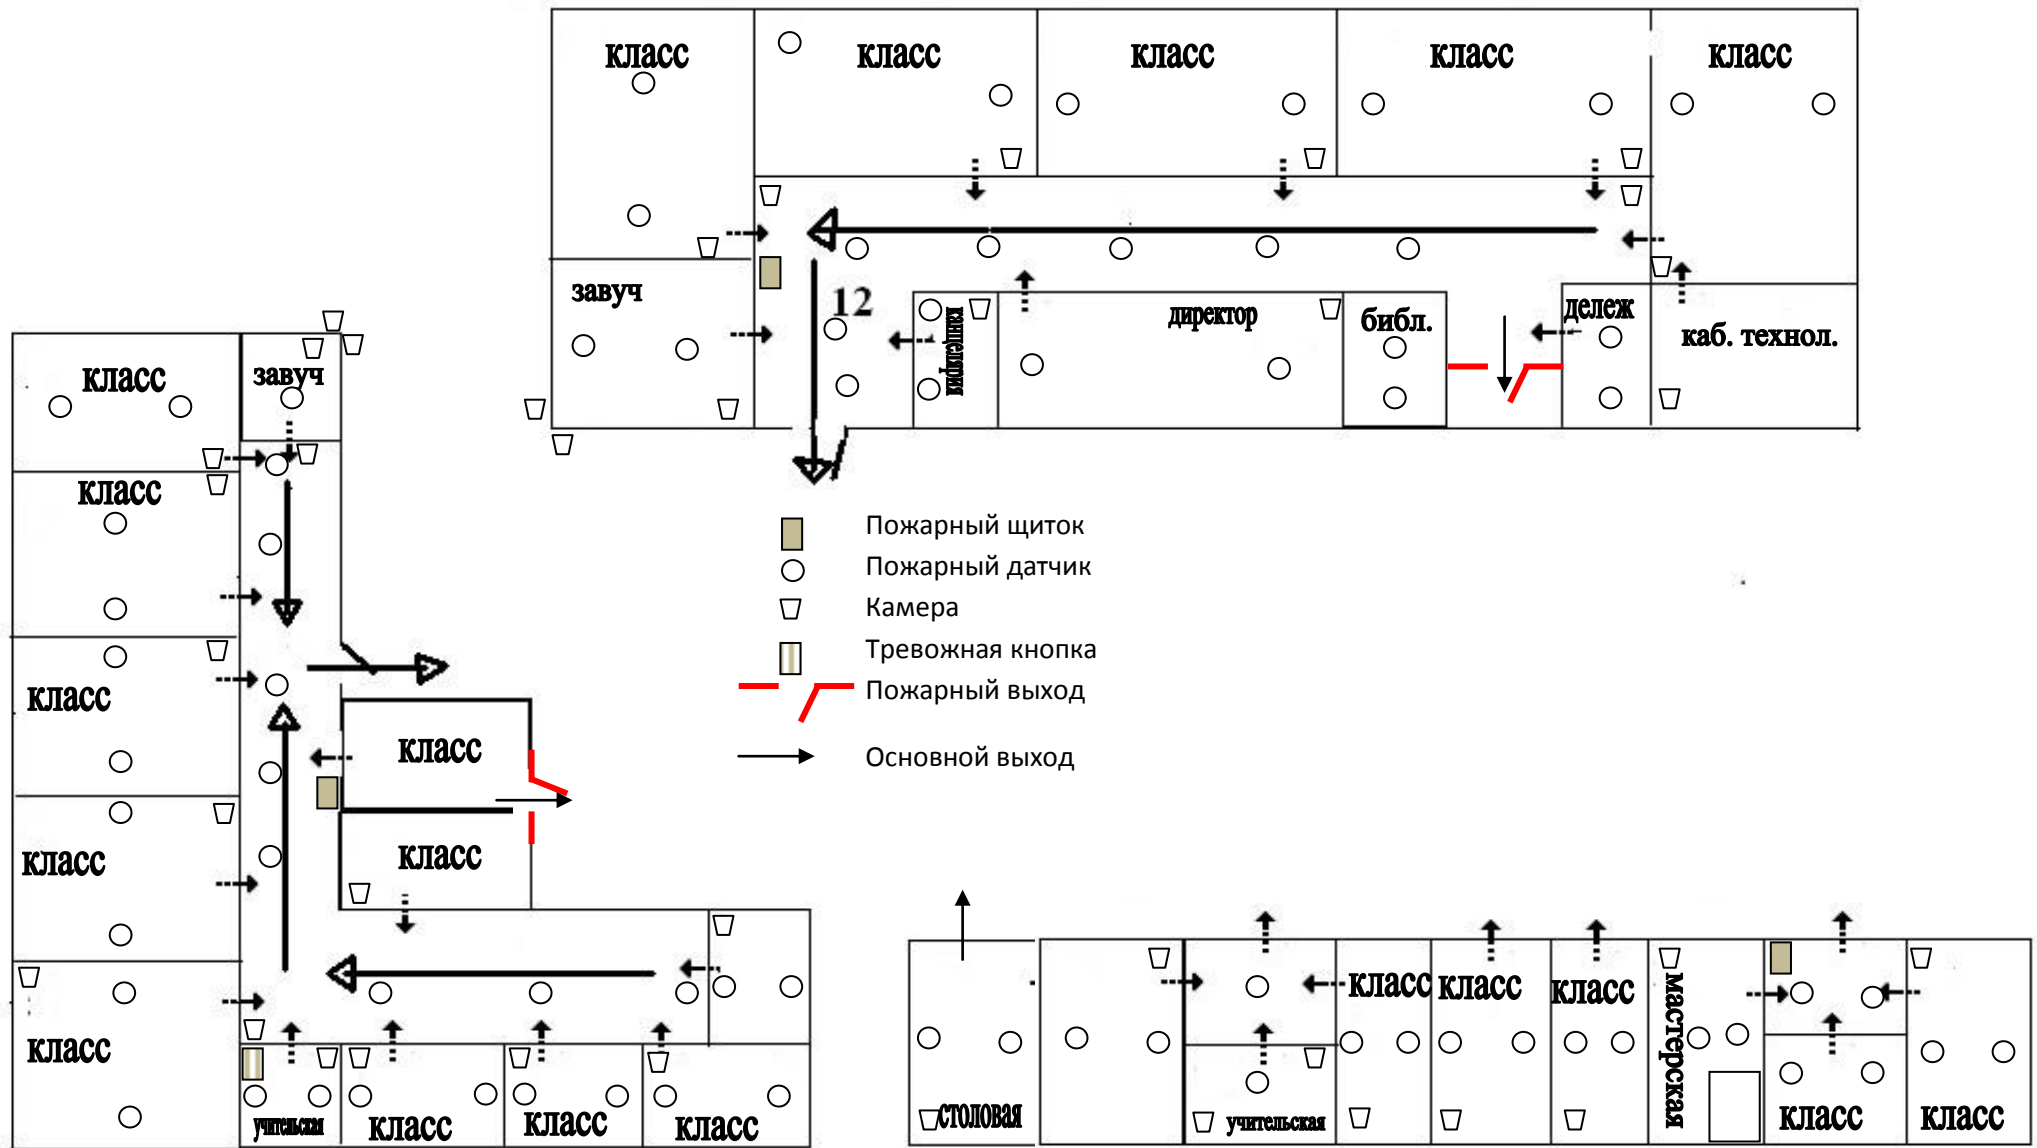 класс
класс
класс
класс
класс
завуч
12
канцелярия
директор
библ.
дележ
каб. технол.
класс
завуч
класс
класс
класс
класс
класс
класс
учительская
класс
класс
класс
Пожарный щиток
Пожарный датчик
Камера
Тревожная кнопка
Пожарный выход
Основной выход
столовая
учительская
класс
класс
класс
мастерская
класс
класс